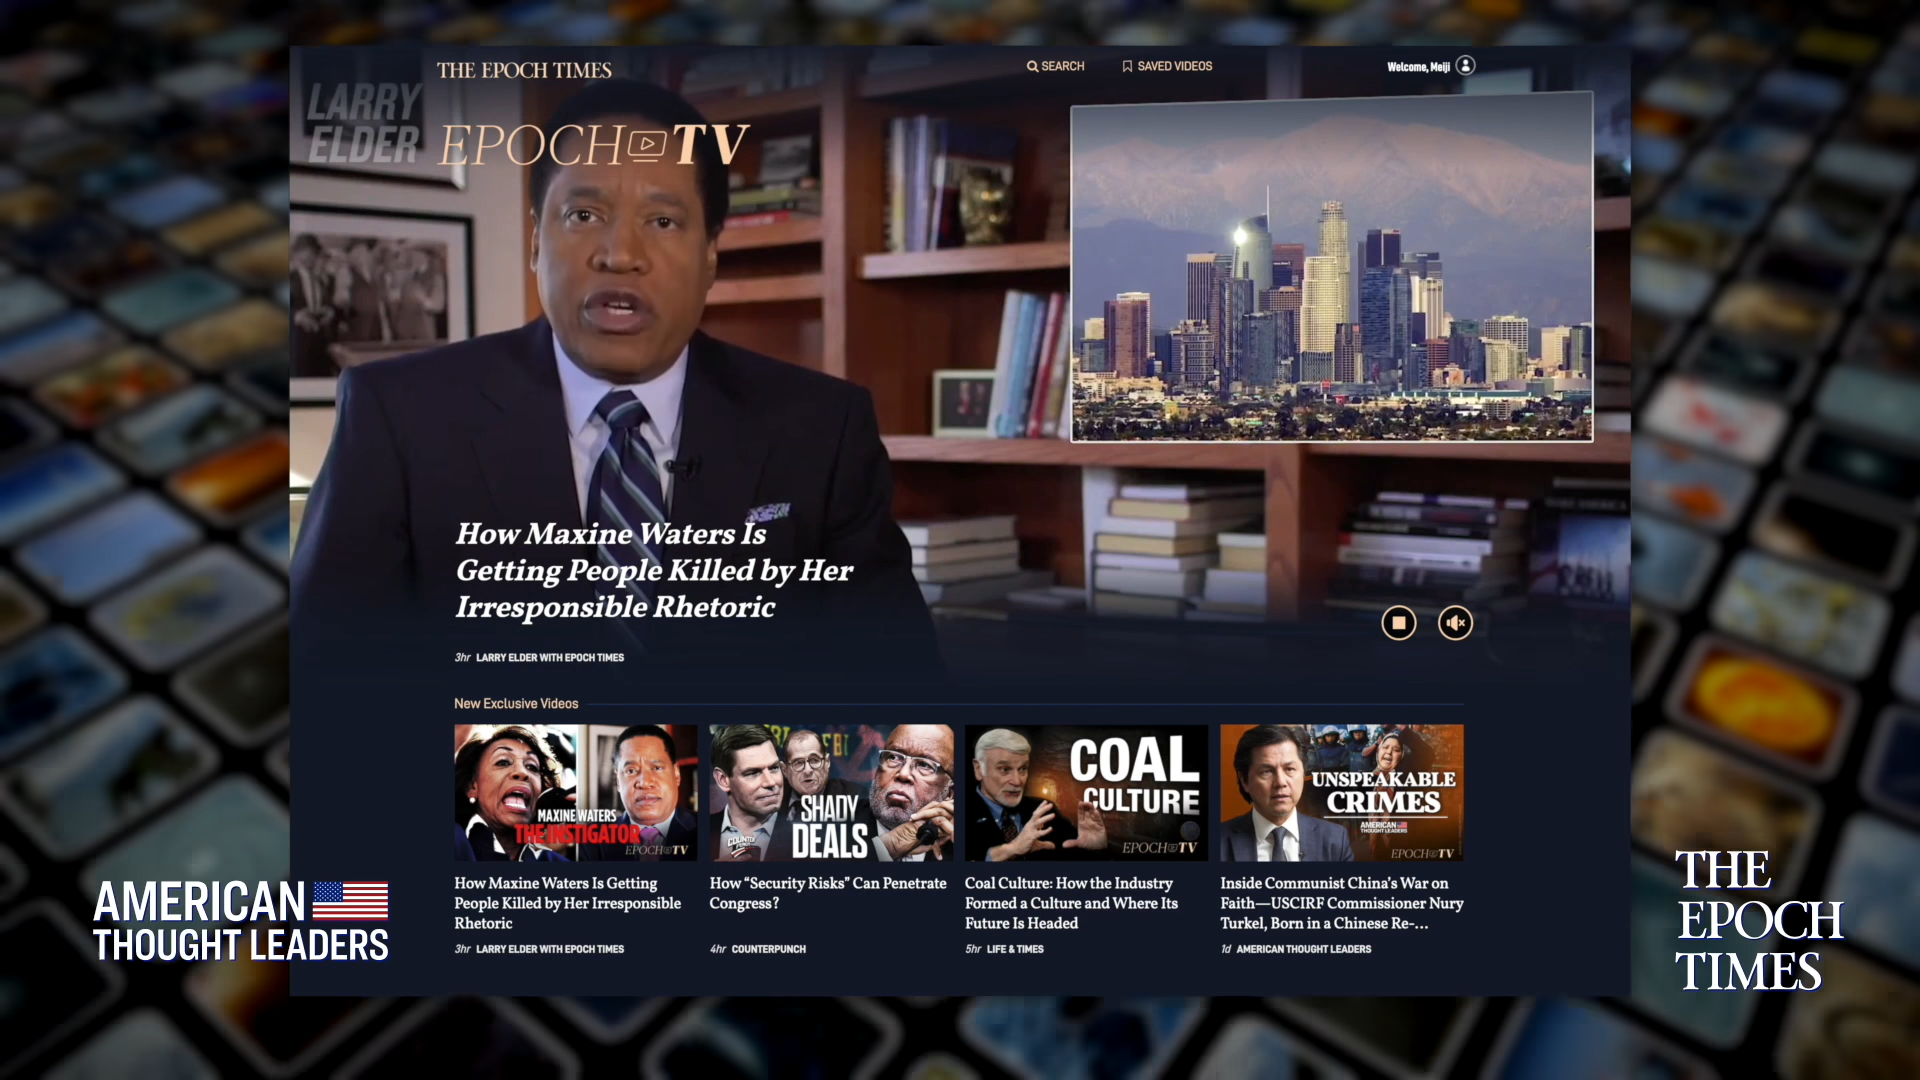 LARRY
ELDER
THE EPOCH TIMES
SEARCH
SAVED VIDEOS
Welcome, Meiji
EPOCH TV
How Maxine Waters Is
Getting People Killed by Her
Irresponsible Rhetoric
3hr LARRY ELDER WITH EPOCH TIMES
New Exclusive Videos
MAXINE WATERS
THE INSTIGATOR
EPOCH TV
SHADY
DEALS
COUNTER
COAL
CULTURE
EPOCH TV
UNSPEAKABLE
CRIMES
AMERICAN
THOUGHT LEADERS
EPOCH TV
How Maxine Waters Is Getting
People Killed by Her Irresponsible
Rhetoric
3hr LARRY ELDER WITH EPOCH TIMES
How “Security Risks” Can Penetrate
Congress?
4hr COUNTERPUNCH
Coal Culture: How the Industry
Formed a Culture and Where Its
Future Is Headed
5hr LIFE & TIMES
Inside Communist China’s War on
Faith—USCIRF Commissioner Nury
Turkel, Born in a Chinese Re-...
1d AMERICAN THOUGHT LEADERS
AMERICAN
THOUGHT LEADERS
THE
EPOCH
TIMES